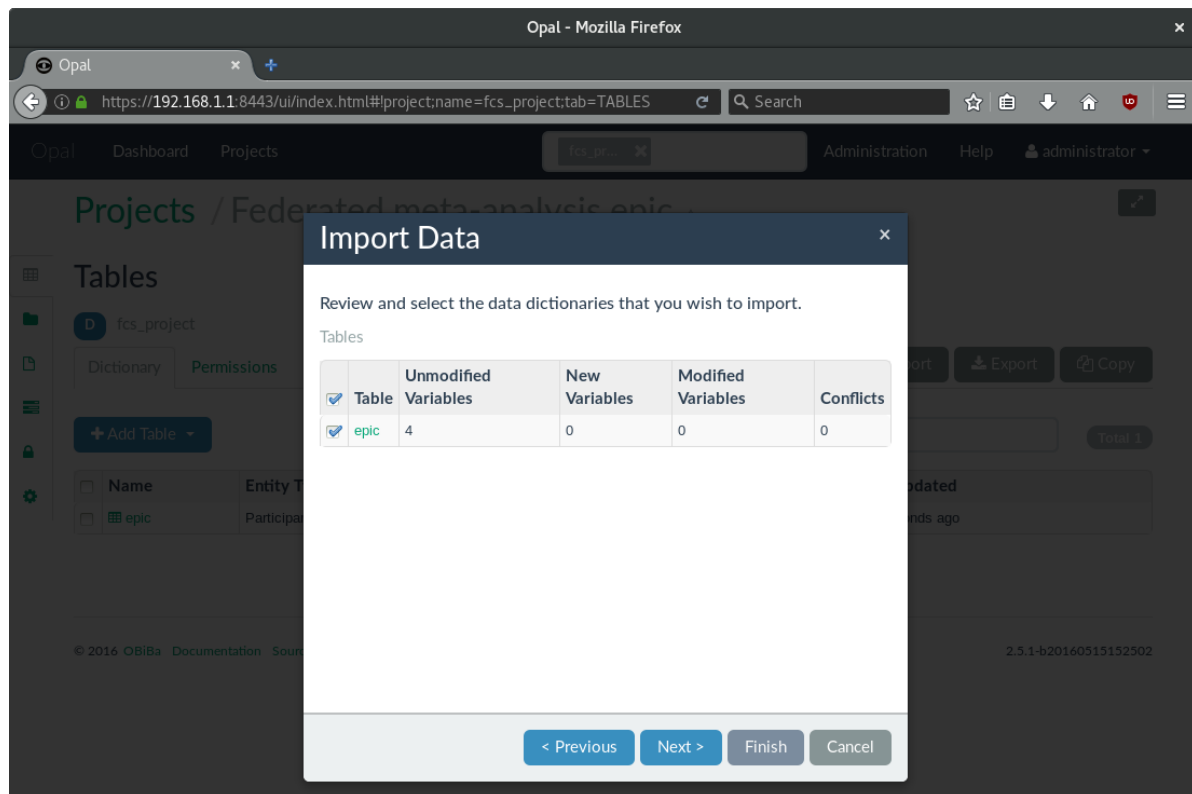 Opal - Mozilla Firefox
Opal
https://192.168.1.1:8443/ui/index.html#!project;name=fcs_project;tab=TABLES
Search
Opal Dashboard Projects fcs_pr... Administration Help administrator
Projects / Federated meta-analysis epic
Import Data
Tables
Review and select the data dictionaries that you wish to import.
D fcs_project
Tables
Dictionary Permissions
Export Copy
Table Unmodified Variables New Variables Modified Variables Conflicts
epic 4 0 0 0
+ Add Table
Total 1
Name Entity
epic
ago
© 2016 OBiBa Documentation
2.5.1-b20160515152502
< Previous Next > Finish Cancel